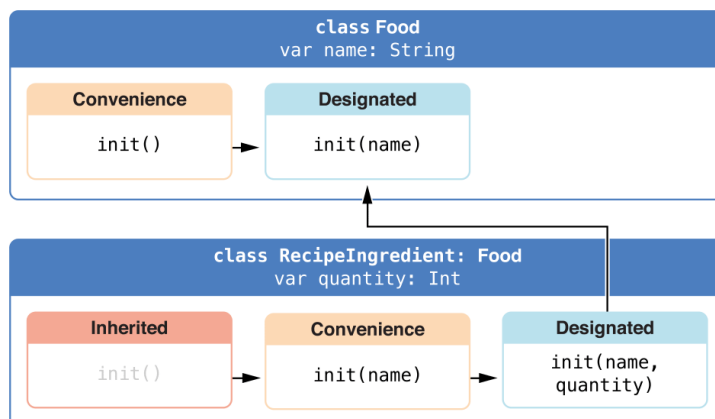 class Food
var name: String
Convenience
Designated
init()
init(name)
class RecipeIngredient: Food
var quantity: Int
Inherited
Convenience
Designated
init()
init(name)
init(name,
quantity)